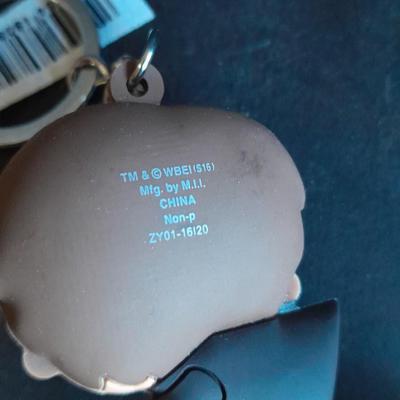 TM & © WBEI (S16)
Mfg. by M.I.I.
CHINA
Non-p
ZY01-16I20